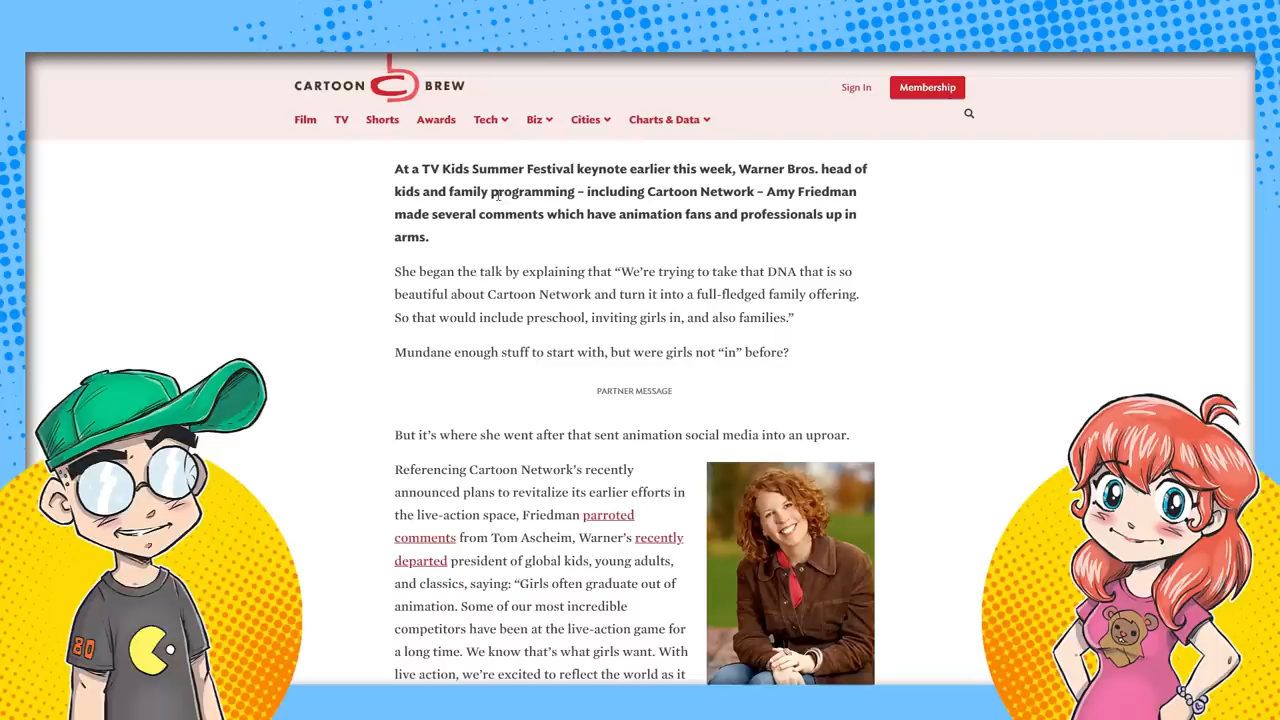 CARTOON BREW
Sign In
Membership
Film TV Shorts Awards Tech Biz Cities Charts & Data
At a TV Kids Summer Festival keynote earlier this week, Warner Bros. head of
kids and family programming – including Cartoon Network – Amy Friedman
made several comments which have animation fans and professionals up in
arms.
She began the talk by explaining that “We’re trying to take that DNA that is so
beautiful about Cartoon Network and turn it into a full-fledged family offering.
So that would include preschool, inviting girls in, and also families.”
Mundane enough stuff to start with, but were girls not “in” before?
PARTNER MESSAGE
But it’s where she went after that sent animation social media into an uproar.
Referencing Cartoon Network’s recently
announced plans to revitalize its earlier efforts in
the live-action space, Friedman parroted
comments from Tom Ascheim, Warner’s recently
departed president of global kids, young adults,
and classics, saying: “Girls often graduate out of
animation. Some of our most incredible
competitors have been at the live-action game for
a long time. We know that’s what girls want. With
live action, we’re excited to reflect the world as it
80